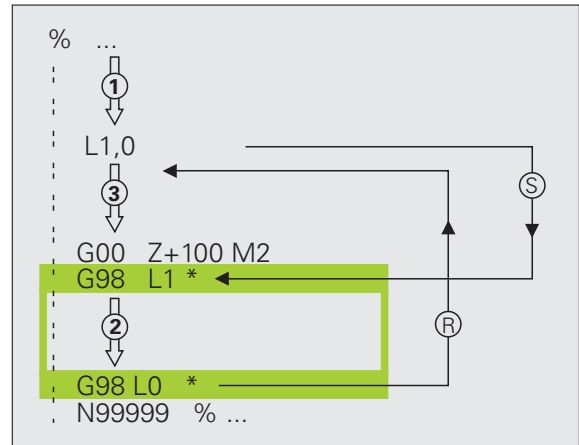 % ...
1
L1,0
S
3
G00 Z+100 M2
G98 L1 *
2
R
G98 L0 *
N99999 % ...